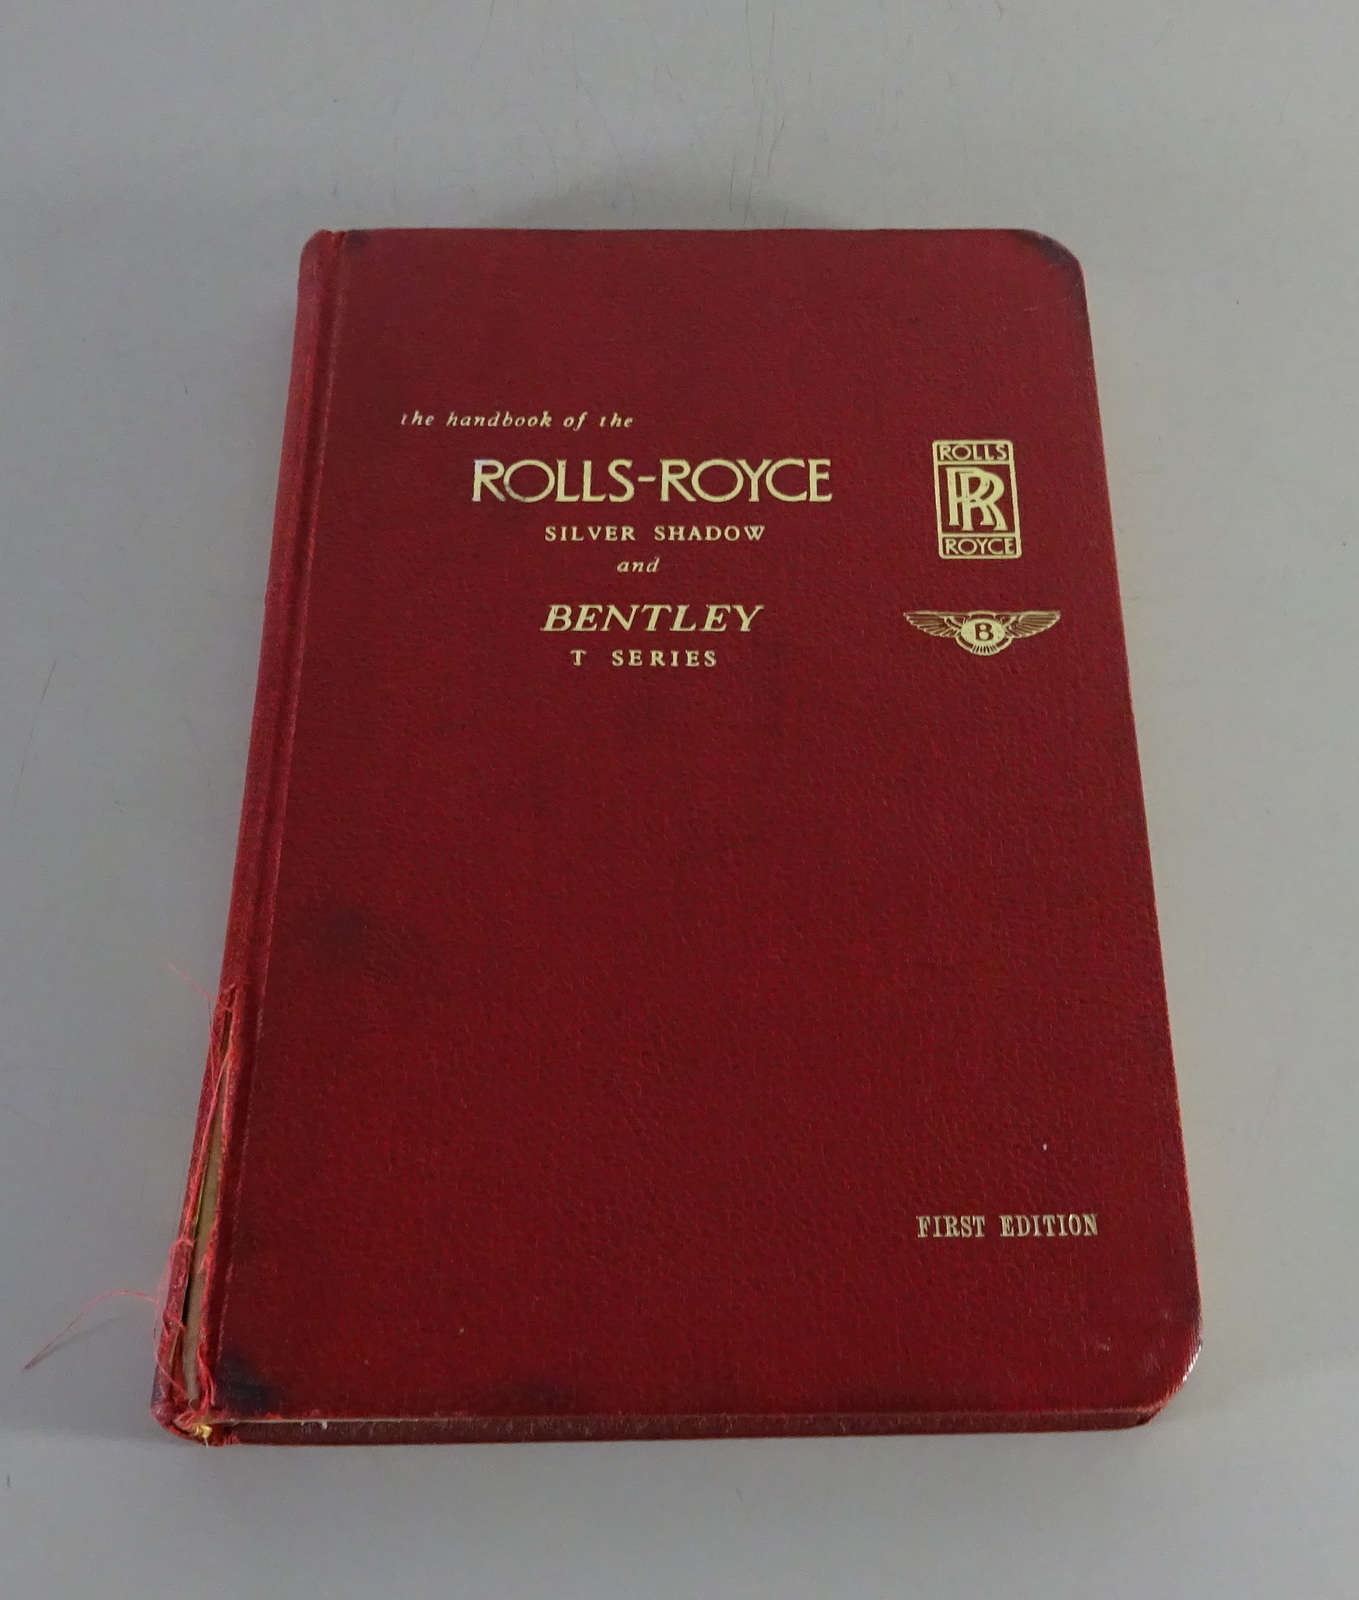 the handbook of the
ROLLS-ROYCE
SILVER SHADOW
and
BENTLEY
T SERIES
ROLLS
RR
ROYCE
B
FIRST EDITION